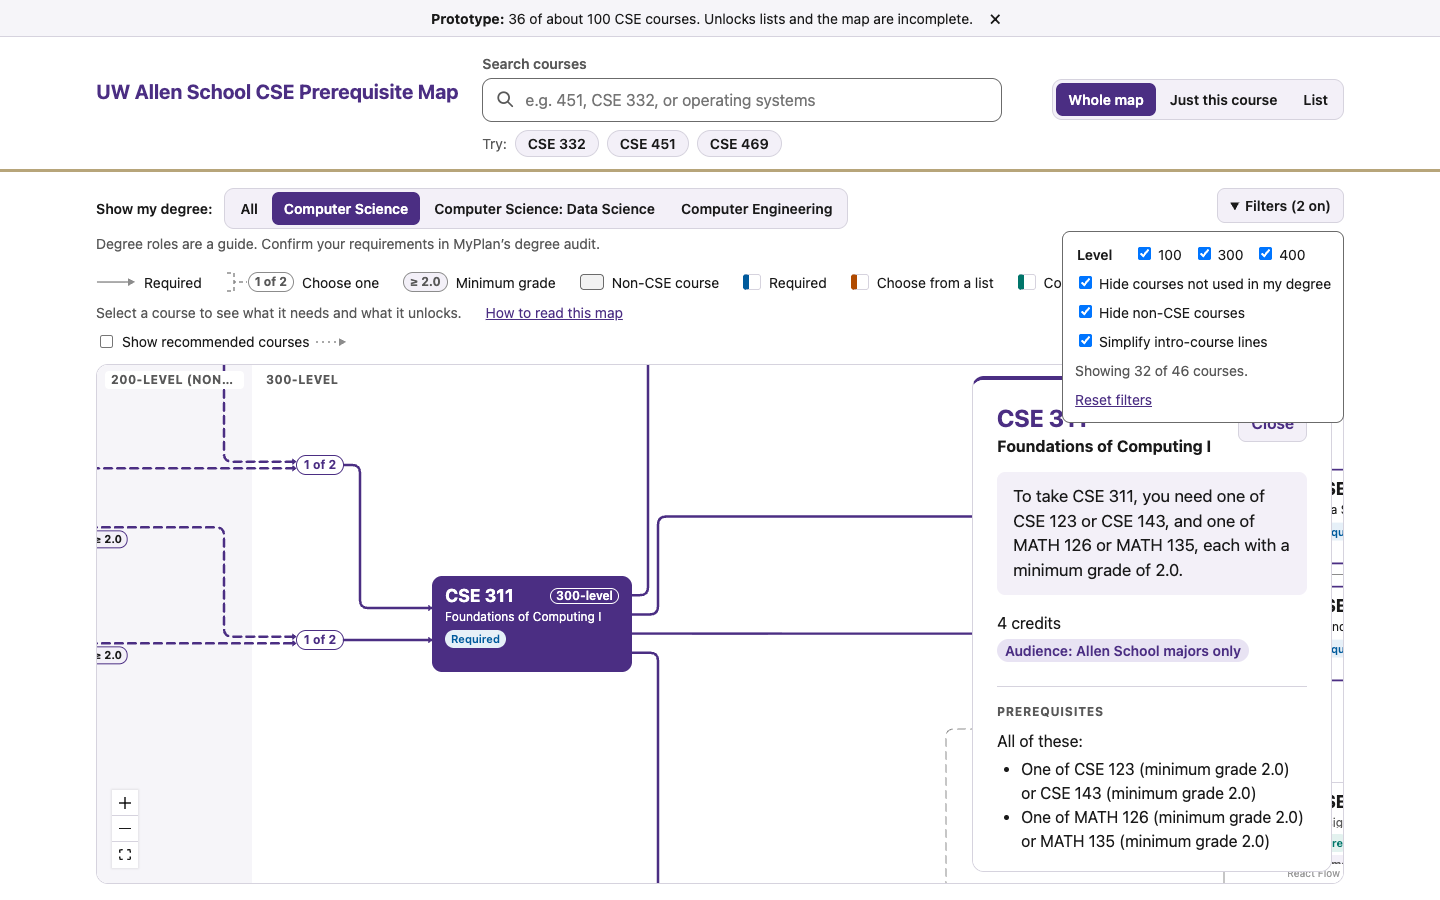 Prototype: 36 of about 100 CSE courses. Unlocks lists and the map are incomplete. ×
UW Allen School CSE Prerequisite Map
Search courses
e.g. 451, CSE 332, or operating systems
Try: CSE 332 CSE 451 CSE 469
Whole map Just this course List
Show my degree: All Computer Science Computer Science: Data Science Computer Engineering
▼ Filters (2 on)
Degree roles are a guide. Confirm your requirements in MyPlan's degree audit.
Level 100 300 400
Hide courses not used in my degree
Hide non-CSE courses
Simplify intro-course lines
Showing 32 of 46 courses.
Reset filters
Required 1 of 2 Choose one ≥ 2.0 Minimum grade Non-CSE course Required Choose from a list Co
Select a course to see what it needs and what it unlocks. How to read this map
Show recommended courses
200-LEVEL (NON... 300-LEVEL
1 of 2
≥ 2.0
1 of 2
≥ 2.0
CSE 311 300-level
Foundations of Computing I
Required
CSE 311
Close
Foundations of Computing I
To take CSE 311, you need one of
CSE 123 or CSE 143, and one of
MATH 126 or MATH 135, each with a
minimum grade of 2.0.
4 credits
Audience: Allen School majors only
PREREQUISITES
All of these:
• One of CSE 123 (minimum grade 2.0)
or CSE 143 (minimum grade 2.0)
• One of MATH 126 (minimum grade 2.0)
or MATH 135 (minimum grade 2.0)
React Flow